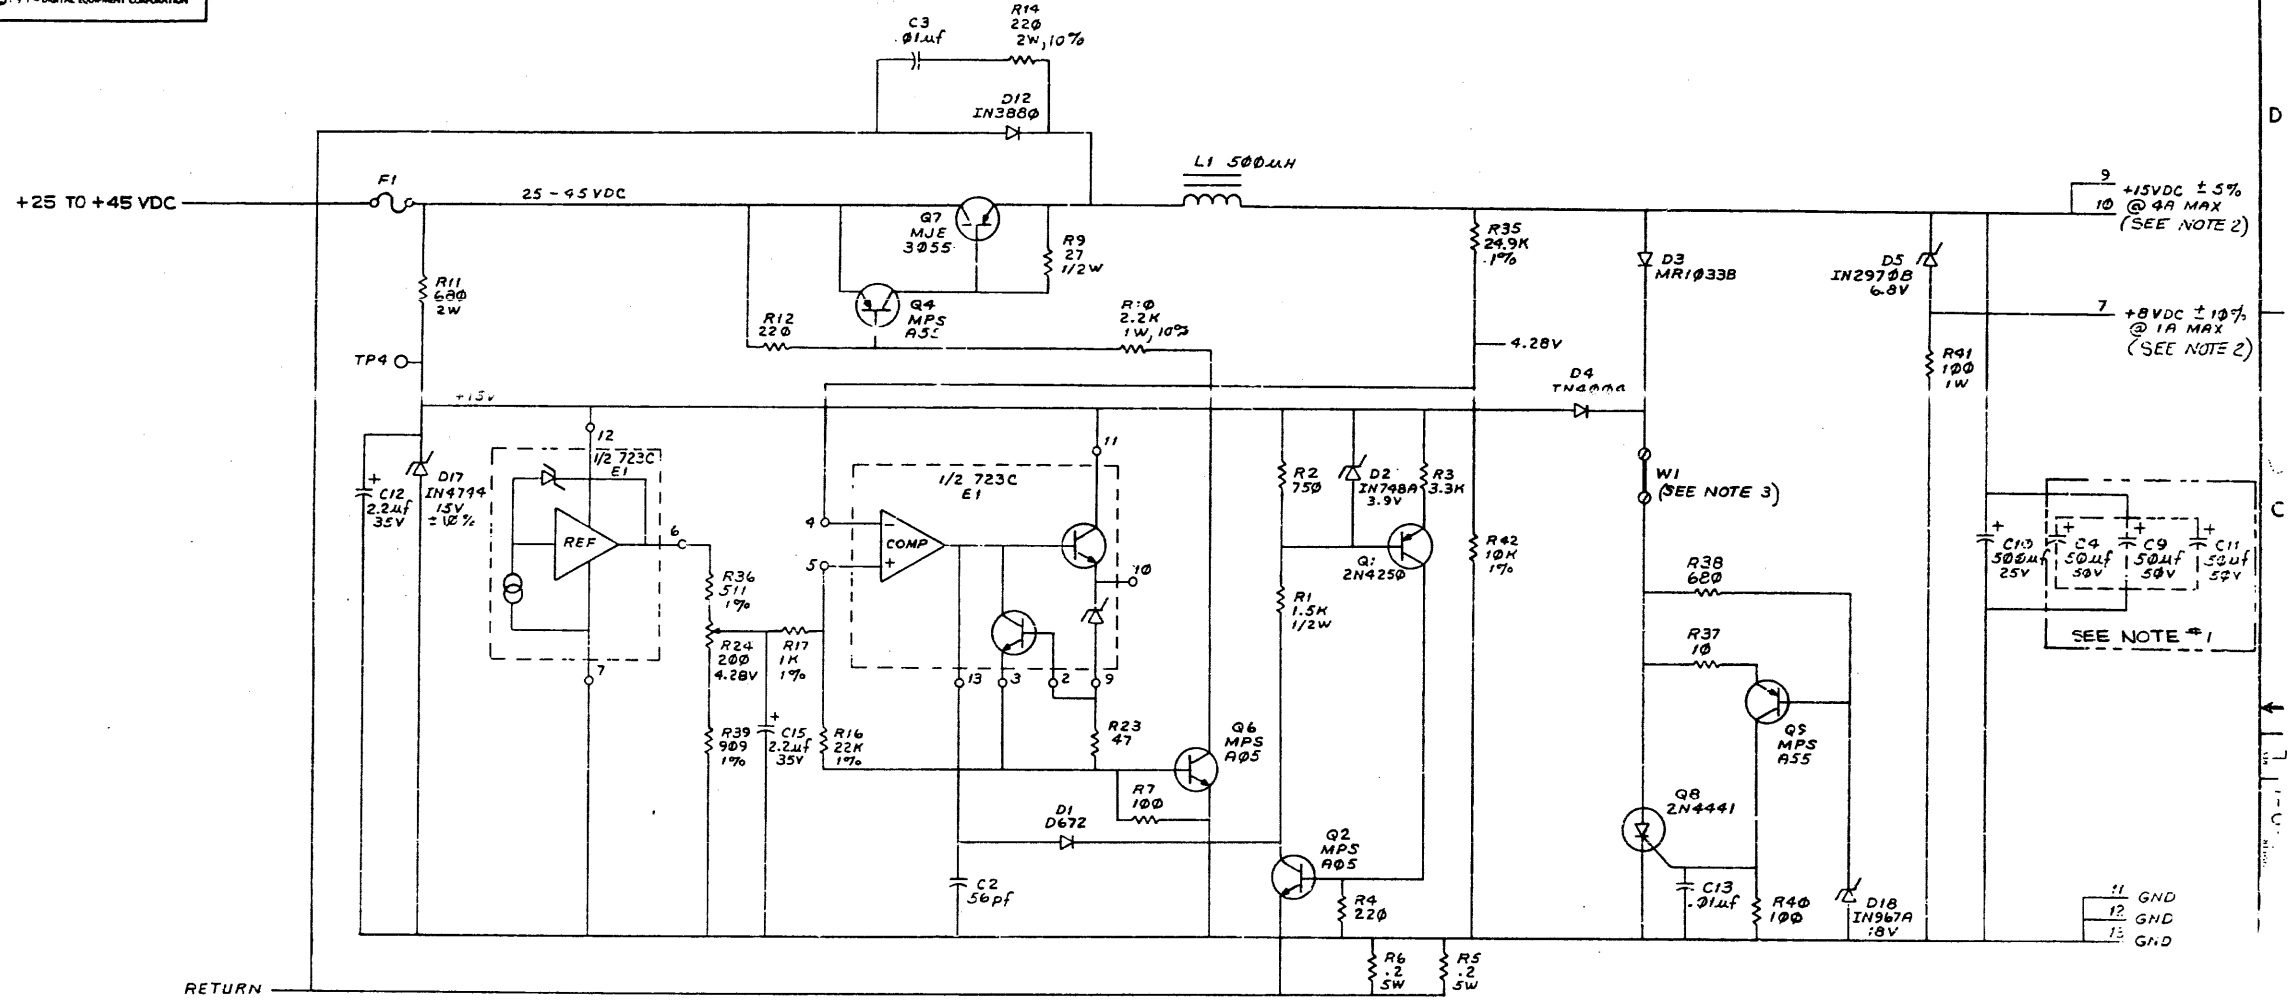 DIGITAL EQUIPMENT CORPORATION
C3
.01uf
R14
220
2W, 10%
D12
IN3880
D
+25 TO +45 VDC
F1
25-45VDC
L1 500uH
Q7
MJE
3055
R9
27
1/2W
9
10
+15VDC ± 5%
@ 4A MAX
(SEE NOTE 2)
R35
24.9K
.1%
D3
MR1033B
D5
IN2970B
6.8V
R11
680
2W
Q4
MPS
R12
220
2.2K
1W, 10%
7
+8VDC ± 10%
@ 1A MAX
(SEE NOTE 2)
TP4
4.28V
R41
100
1W
D4
+15V
12
1/2 723C
E1
11
1/2 723C
E1
C12
2.2uf
35V
D17
IN4744
15V
± 10%
REF
6
4
5
COMP
10
R2
750
D2
IN748A
3.9V
R3
3.3K
W1
(SEE NOTE 3)
C
2N4250
R42
10K
1%
C10
500uf
25V
C4
50uf
50V
C9
50uf
50V
C11
50uf
50V
SEE NOTE #1
R36
511
1%
R24
200
4.28V
R17
1K
1%
R1
1.5K
1/2W
R38
680
R37
10
7
13
3
2
9
R39
909
1%
C15
2.2uf
35V
R16
22K
1%
R23
47
Q6
MPS
A05
Q5
MPS
A55
R7
100
D1
D672
Q8
2N4441
Q2
MPS
A05
C2
56pf
R4
220
C13
.01uf
R40
100
D18
IN967A
18V
11 GND
12 GND
13 GND
R6
.2
5W
R5
.2
5W
RETURN